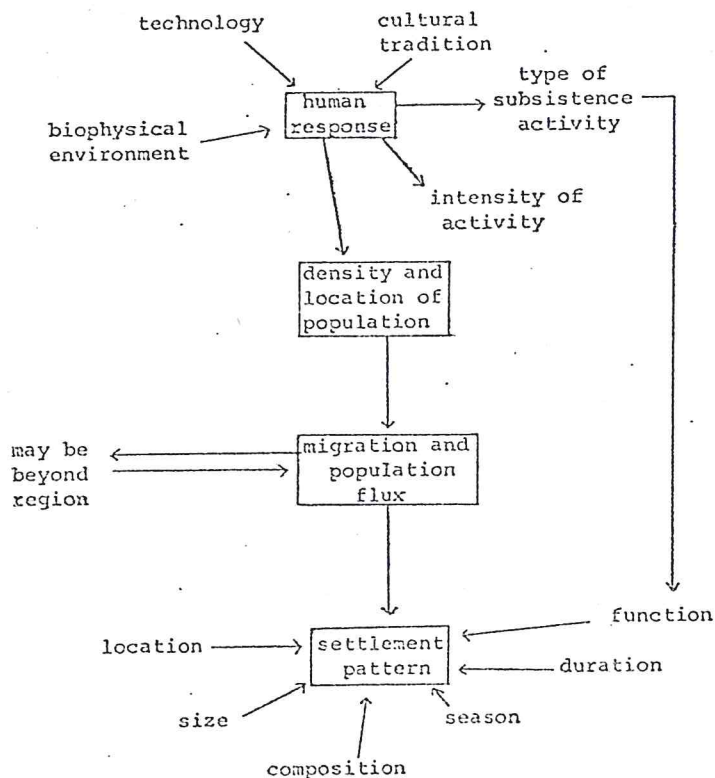 technology
cultural
tradition
type of
subsistence
activity
human
response
biophysical
environment
intensity of
activity
density and
location of
population
may be
beyond
region
migration and
population
flux
function
location
settlement
pattern
duration
size
season
composition